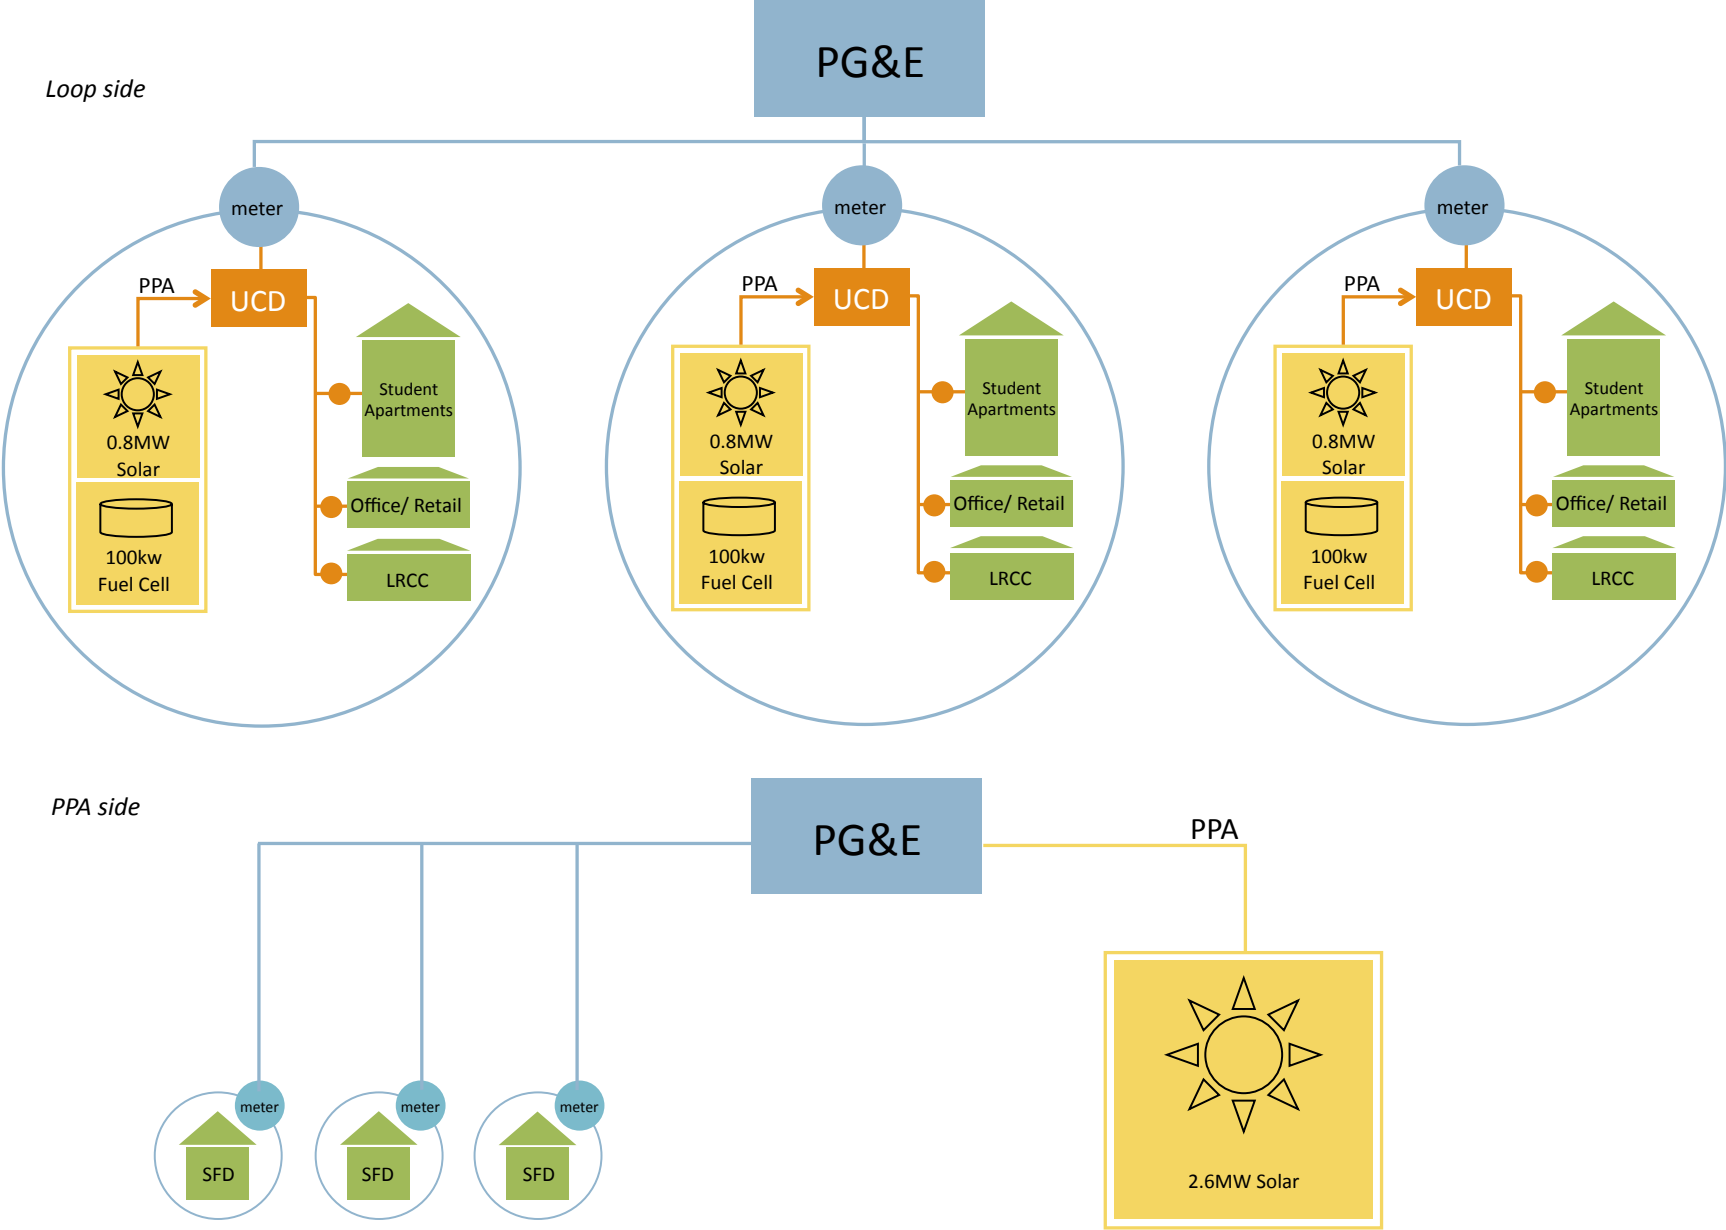 PG&E
Loop side
meter
meter
meter
PPA
UCD
Student
Apartments
0.8MW
Solar
Office/ Retail
100kw
Fuel Cell
LRCC
PPA
UCD
Student
Apartments
0.8MW
Solar
Office/ Retail
100kw
Fuel Cell
LRCC
PPA
UCD
Student
Apartments
0.8MW
Solar
Office/ Retail
100kw
Fuel Cell
LRCC
PPA side
PG&E
PPA
meter
meter
meter
SFD
SFD
SFD
2.6MW Solar